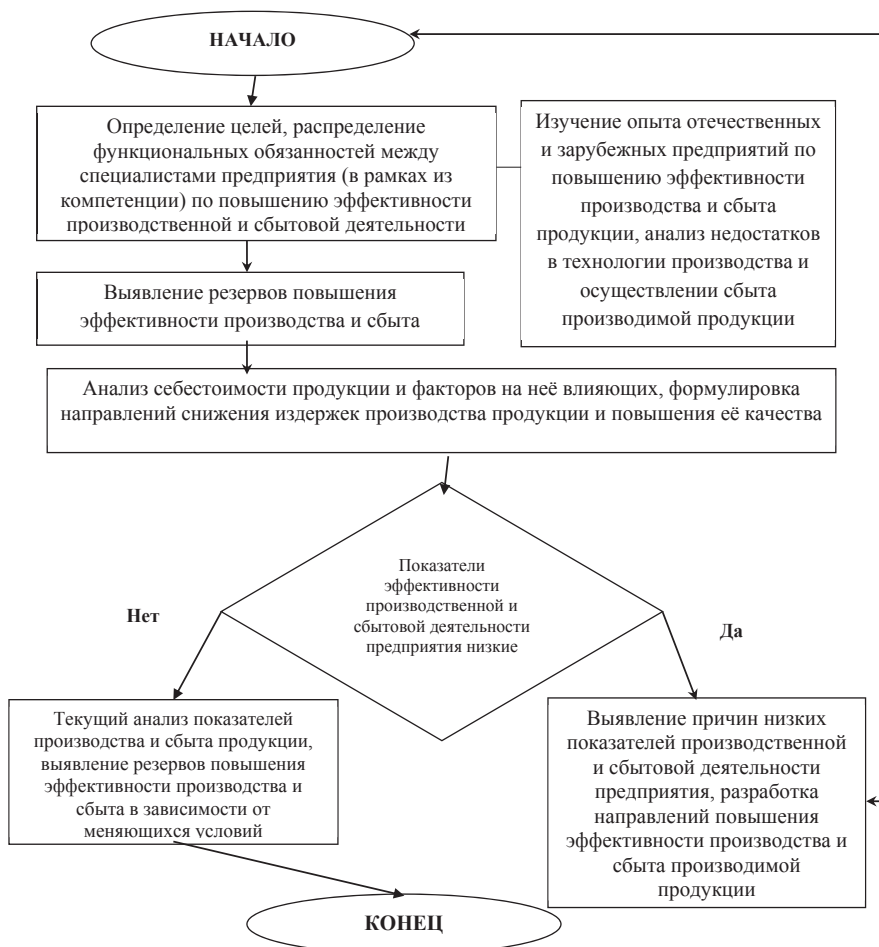 НАЧАЛО
Определение целей, распределение
функциональных обязанностей между
специалистами предприятия (в рамках из
компетенции) по повышению эффективности
производственной и сбытовой деятельности
Изучение опыта отечественных
и зарубежных предприятий по
повышению эффективности
производства и сбыта
продукции, анализ недостатков
в технологии производства и
осуществлении сбыта
производимой продукции
Выявление резервов повышения
эффективности производства и сбыта
Анализ себестоимости продукции и факторов на неё влияющих, формулировка
направлений снижения издержек производства продукции и повышения её качества
Показатели
эффективности
производственной и
сбытовой деятельности
предприятия низкие
Нет
Да
Текущий анализ показателей
производства и сбыта продукции,
выявление резервов повышения
эффективности производства и
сбыта в зависимости от
меняющихся условий
Выявление причин низких
показателей производственной
и сбытовой деятельности
предприятия, разработка
направлений повышения
эффективности производства и
сбыта производимой
продукции
КОНЕЦ